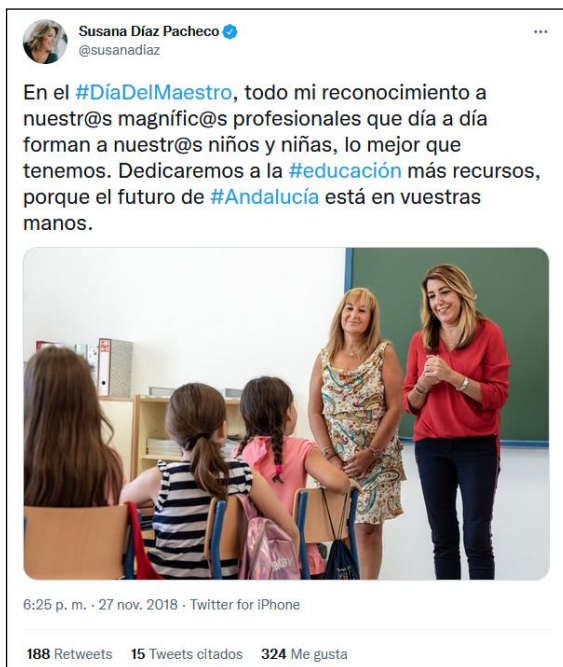 Susana Díaz Pacheco
@susanadiaz
En el #DíaDelMaestro, todo mi reconocimiento a
nuestr@s magnífic@s profesionales que día a día
forman a nuestr@s niños y niñas, lo mejor que
tenemos. Dedicaremos a la #educación más recursos,
porque el futuro de #Andalucía está en vuestras
manos.
6:25 p. m. · 27 nov. 2018 · Twitter for iPhone
188 Retweets 15 Tweets citados 324 Me gusta